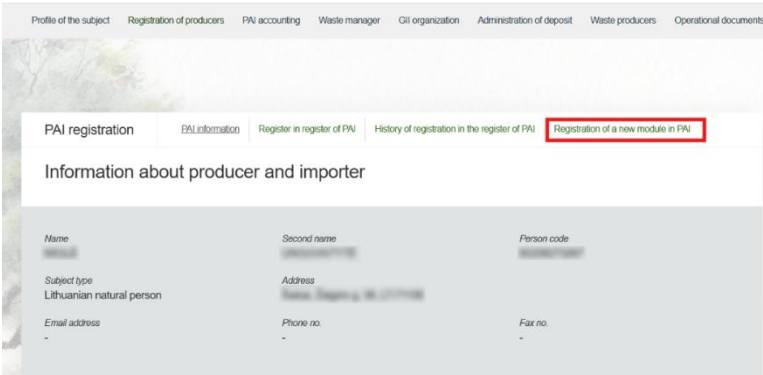 Profile of the subject Registration of producers PAI accounting Waste manager GII organization Administration of deposit Waste producers Operational documents
PAI registration PAI information Register in register of PAI History of registration in the register of PAI Registration of a new module in PAI
Information about producer and importer
Name Second name Person code
Subject type Address
Lithuanian natural person
Email address Phone no. Fax no.
- - -